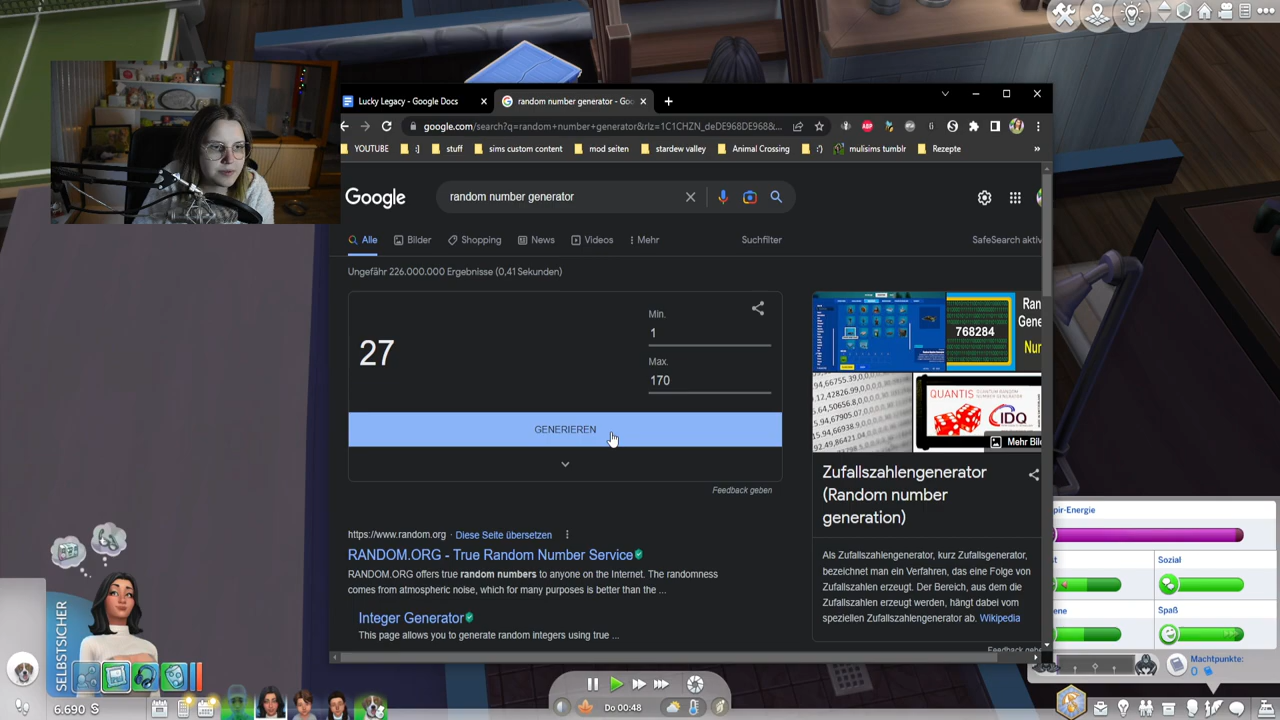 Lucky Legacy - Google Docs
random number generator - Goo
google.com/search?q=random+number+generator&rlz=1C1CHZN_deDE968DE968&...
YOUTUBE
:]
stuff
sims custom content
mod seiten
stardew valley
Animal Crossing
:')
mulisims tumblr
Rezepte
»
Google
random number generator
Alle
Bilder
Shopping
News
Videos
Mehr
Suchfilter
SafeSearch aktiv
Ungefähr 226.000.000 Ergebnisse (0,41 Sekunden)
27
Min.
1
Max.
170
GENERIEREN
Feedback geben
768284
QUANTIS
IDQ
Mehr Bil
Zufallszahlengenerator
(Random number
generation)
Als Zufallszahlengenerator, kurz Zufallsgenerator,
bezeichnet man ein Verfahren, das eine Folge von
Zufallszahlen erzeugt. Der Bereich, aus dem die
Zufallszahlen erzeugt werden, hängt dabei vom
speziellen Zufallszahlengenerator ab. Wikipedia
Feedback gebe
https://www.random.org · Diese Seite übersetzen
RANDOM.ORG - True Random Number Service
RANDOM.ORG offers true random numbers to anyone on the Internet. The randomness
comes from atmospheric noise, which for many purposes is better than the ...
Integer Generator
This page allows you to generate random integers using true ...
pir-Energie
st
Sozial
ene
Spaß
Machtpunkte:
0
SELBSTSICHER
6.690 $
Do 00:48